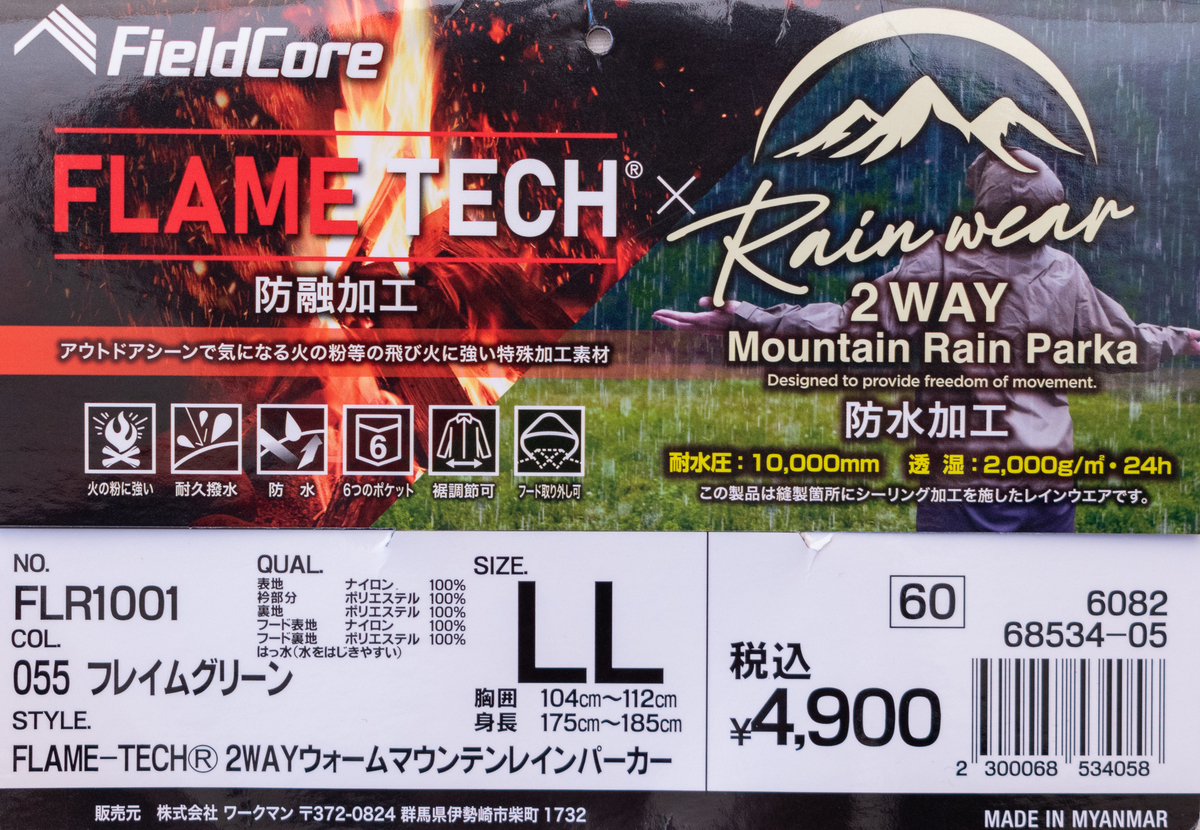 FieldCore
FLAME TECH®
×
Rain wear
防融加工
2 WAY
Mountain Rain Parka
Designed to provide freedom of movement.
アウトドアシーンで気になる火の粉等の飛び火に強い特殊加工素材
防水加工
耐水圧：10,000mm 透 湿：2,000g/㎡・24h
この製品は縫製箇所にシーリング加工を施したレインウエアです。
6
火の粉に強い 耐久撥水 防 水 6つのポケット 裾調節可 フード取り外し可
NO.
FLR1001
COL.
055 フレイムグリーン
QUAL.
表地 ナイロン 100%
衿部分 ポリエステル 100%
裏地 ポリエステル 100%
フード表地 ナイロン 100%
フード裏地 ポリエステル 100%
はっ水(水をはじきやすい)
SIZE.
LL
胸囲 104cm〜112cm
身長 175cm〜185cm
STYLE.
FLAME-TECH® 2WAYウォームマウンテンレインパーカー
60
6082
68534-05
税込
¥4,900
2 300068 534058
販売元 株式会社 ワークマン 〒372-0824 群馬県伊勢崎市柴町 1732
MADE IN MYANMAR